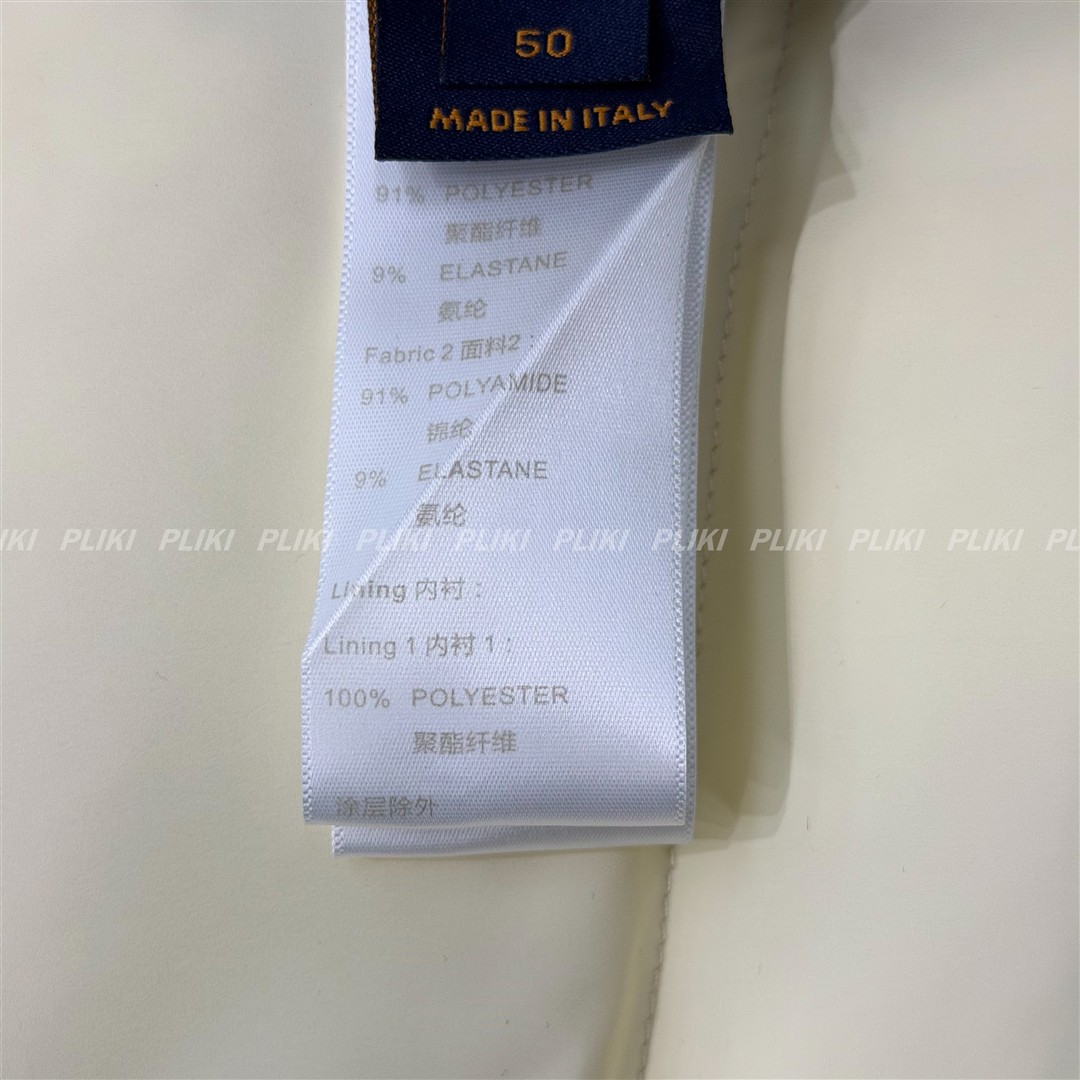 50
MADE IN ITALY
91% POLYESTER
聚酯纤维
9% ELASTANE
氨纶
Fabric 2 面料2：
91% POLYAMIDE
锦纶
9% ELASTANE
氨纶
IKI PLIKI PLIKI PLIKI PLIKI PLIKI PLIKI PLIKI PLIKI PLIKI PLIKI PL
Lining 内衬：
Lining 1 内衬 1：
100% POLYESTER
聚酯纤维
涂层除外